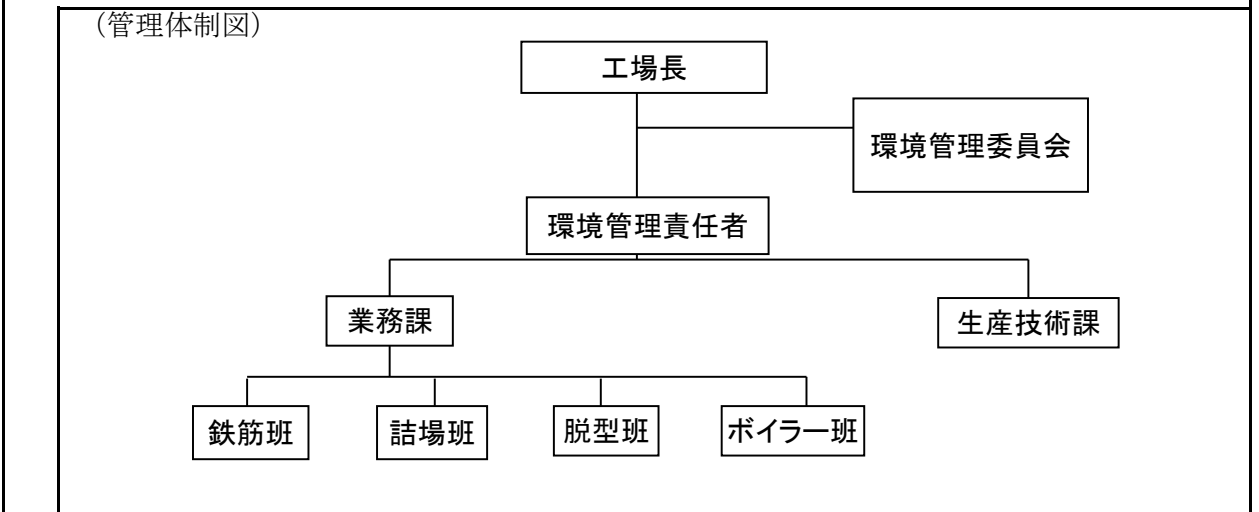 （管理体制図）
工場長
環境管理委員会
環境管理責任者
業務課
生産技術課
鉄筋班
詰場班
脱型班
ボイラー班